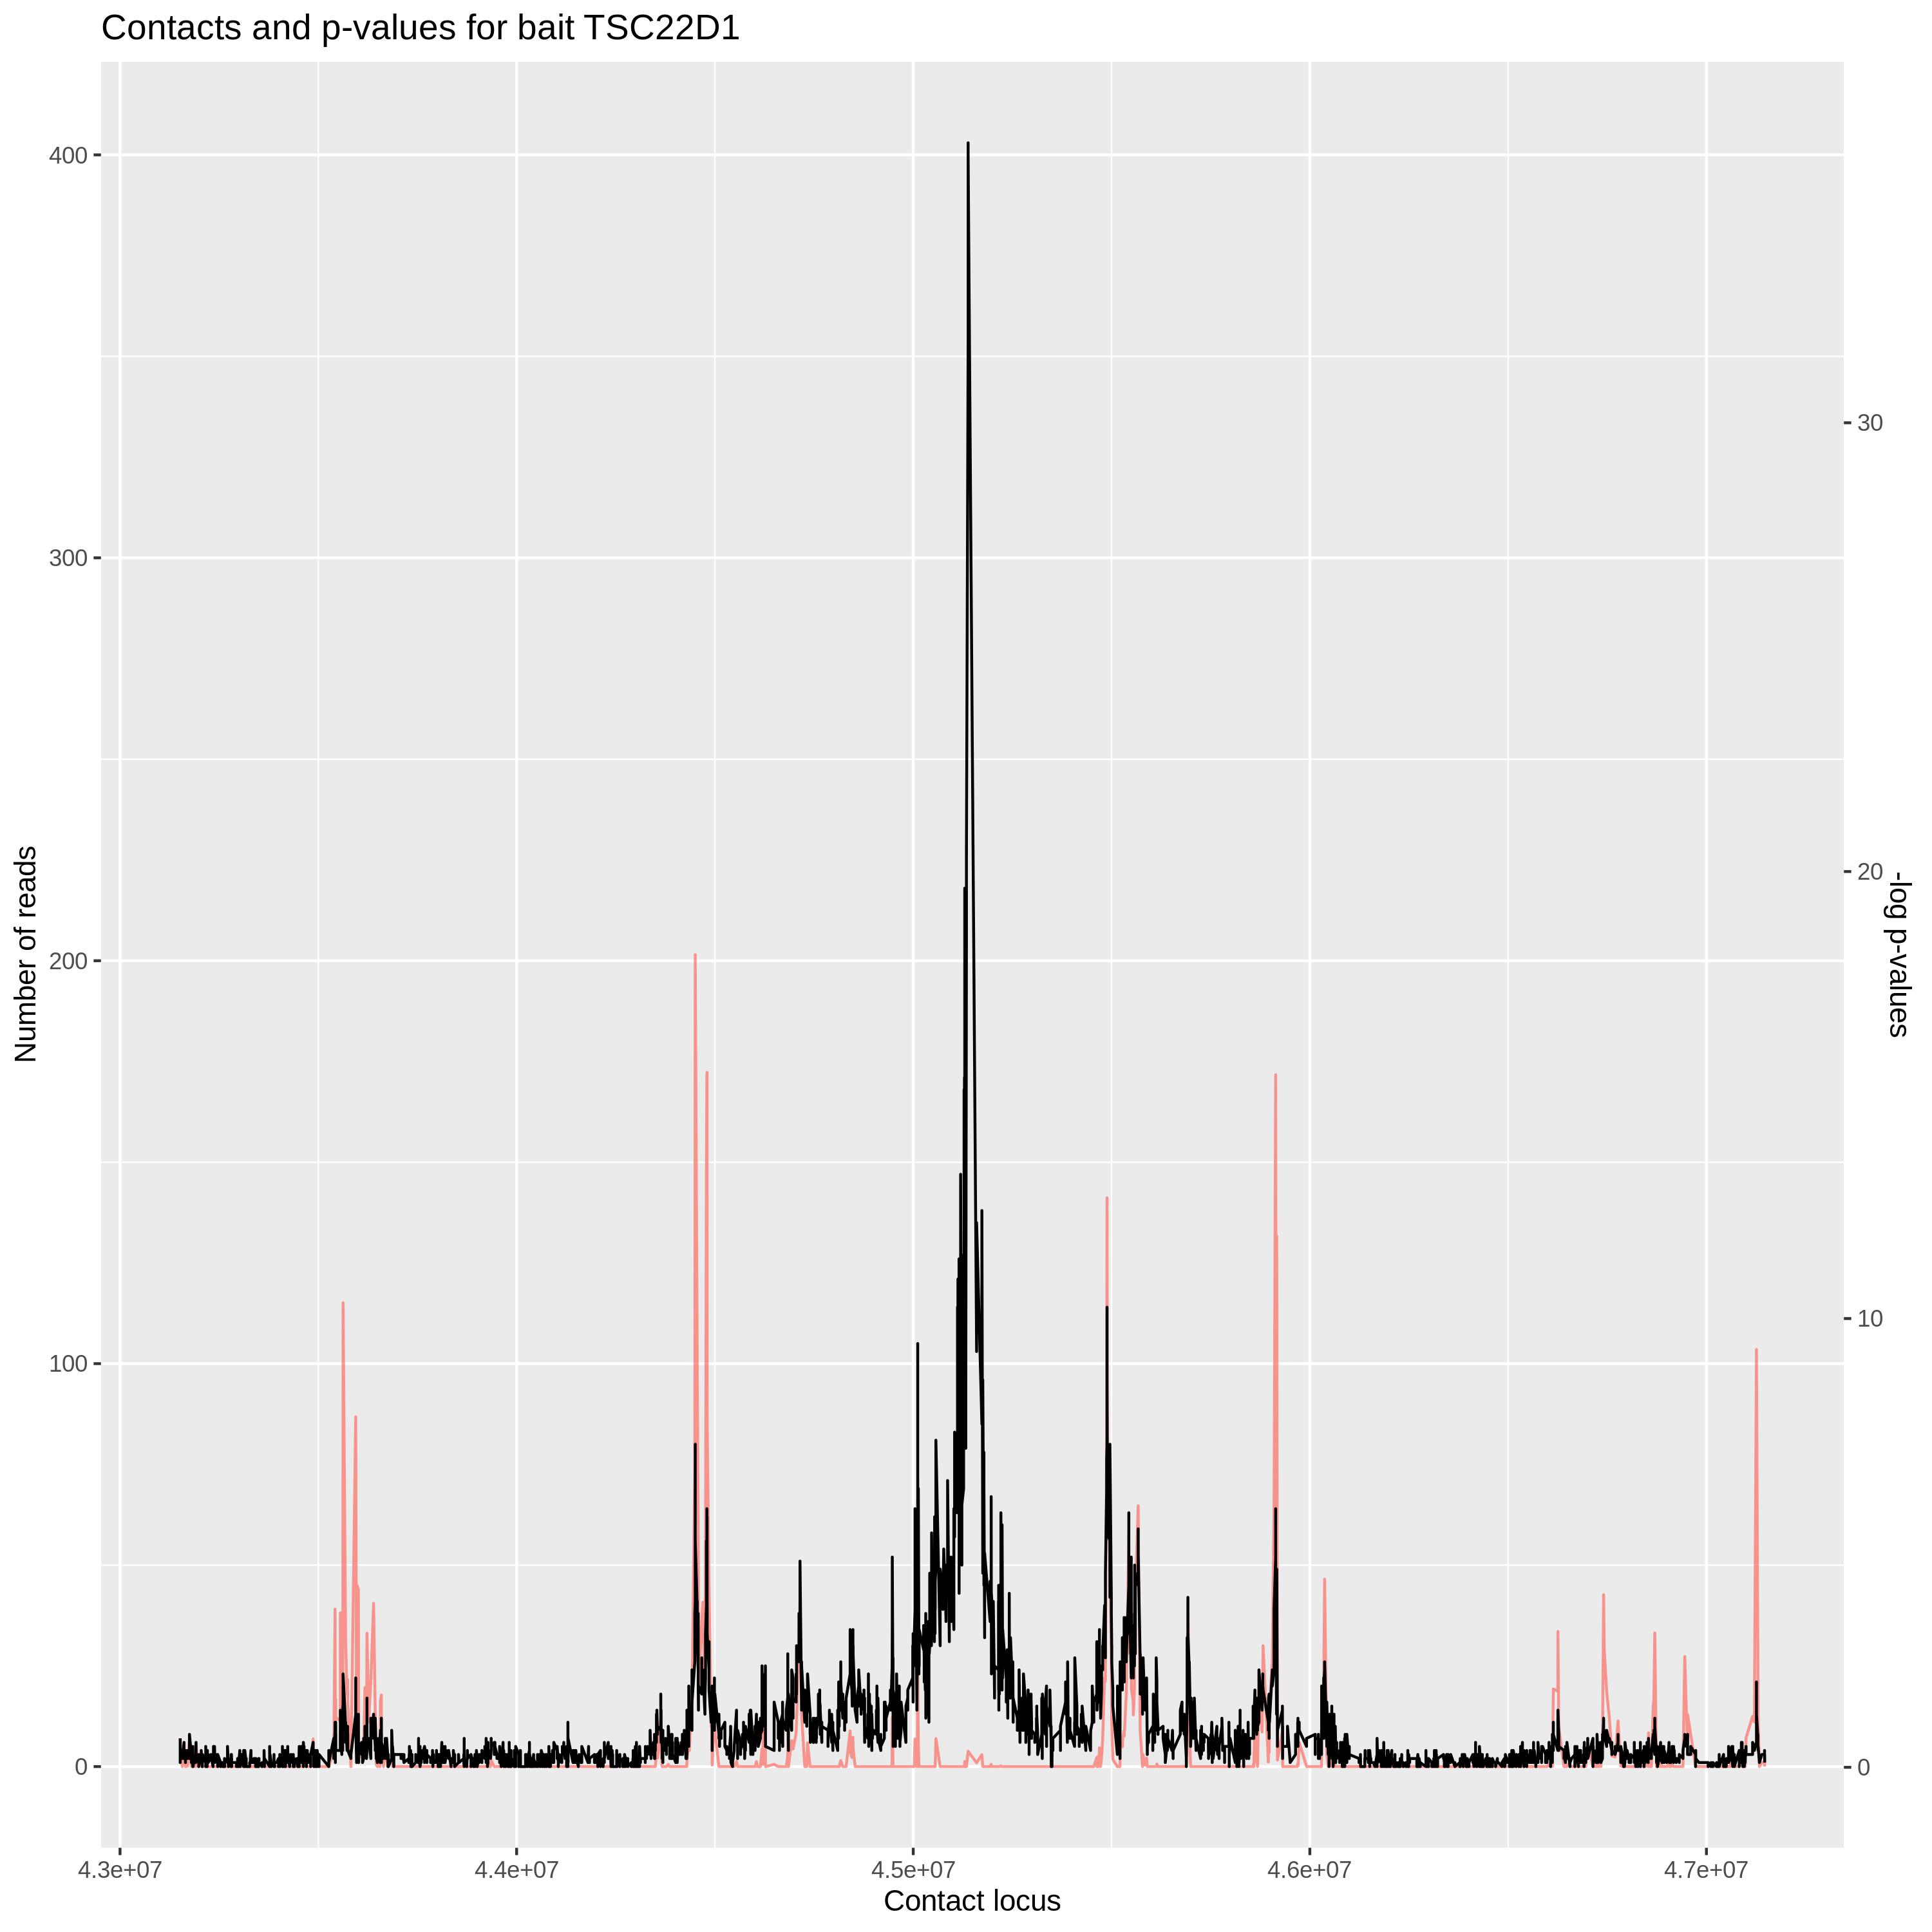 Contacts and p-values for bait TSC22D1
400
300
200
100
0
Number of reads
30
20
10
0
-log p-values
4.3e+07 4.4e+07 4.5e+07 4.6e+07 4.7e+07
Contact locus